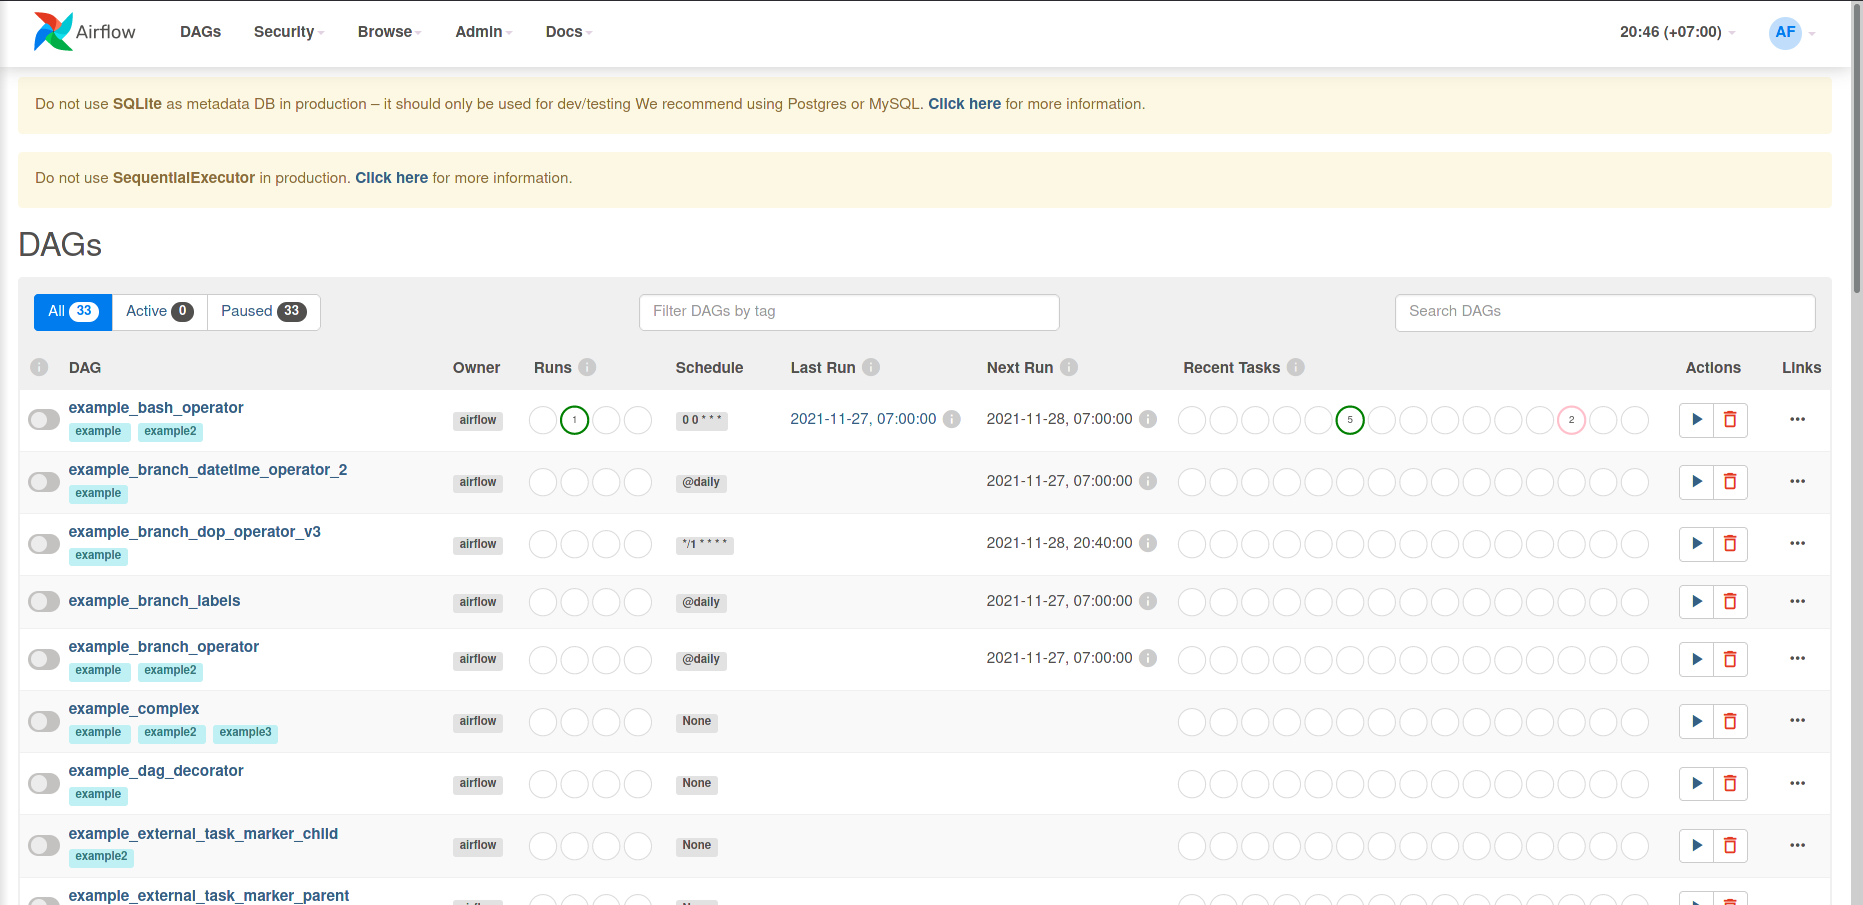 Airflow DAGs Security Browse Admin Docs 20:46 (+07:00) AF
Do not use SQLite as metadata DB in production – it should only be used for dev/testing We recommend using Postgres or MySQL. Click here for more information.
Do not use SequentialExecutor in production. Click here for more information.
DAGs
All 33 Active 0 Paused 33 Filter DAGs by tag Search DAGs
i DAG Owner Runs i Schedule Last Run i Next Run i Recent Tasks i Actions Links
example_bash_operator
airflow 1 0 0 * * * 2021-11-27, 07:00:00 i 2021-11-28, 07:00:00 i 5 2
example example2
example_branch_datetime_operator_2
airflow @daily 2021-11-27, 07:00:00 i
example
example_branch_dop_operator_v3
airflow */1 * * * * 2021-11-28, 20:40:00 i
example
example_branch_labels airflow @daily 2021-11-27, 07:00:00 i
example_branch_operator
airflow @daily 2021-11-27, 07:00:00 i
example example2
example_complex
airflow None
example example2 example3
example_dag_decorator
airflow None
example
example_external_task_marker_child
airflow None
example2
example_external_task_marker_parent